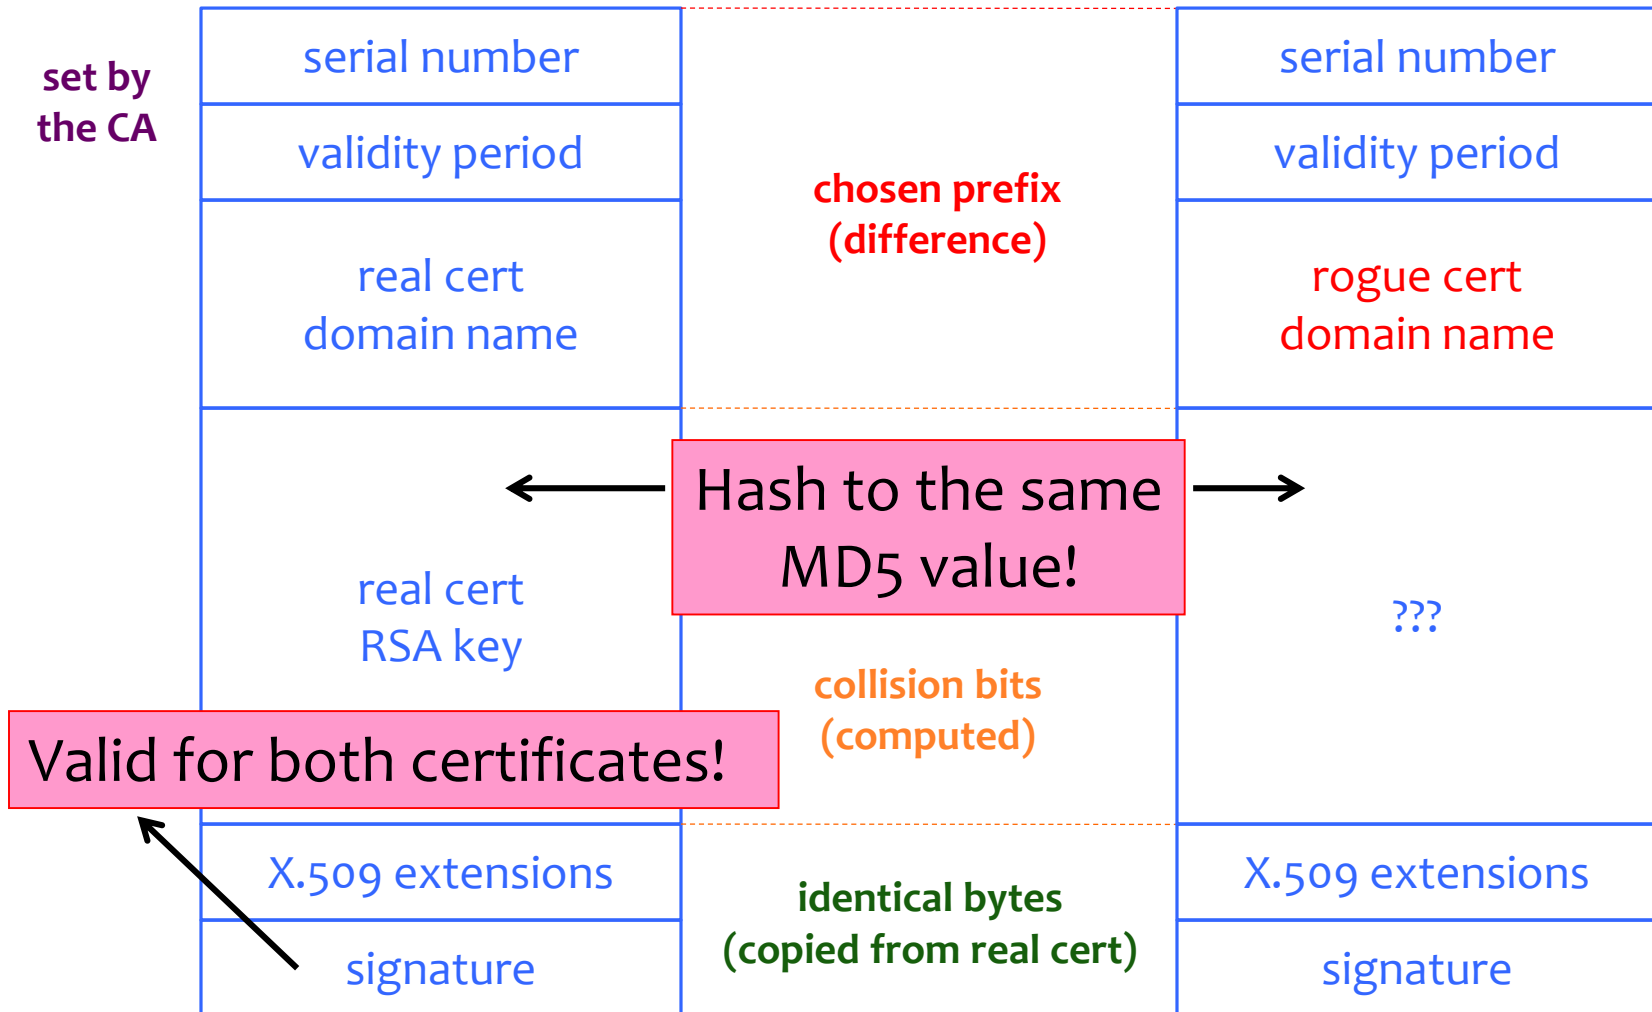 set by
the CA
serial number
validity period
real cert
domain name
real cert
RSA key
Valid for both certificates!
X.509 extensions
signature
chosen prefix
(difference)
Hash to the same
MD5 value!
collision bits
(computed)
identical bytes
(copied from real cert)
serial number
validity period
rogue cert
domain name
???
X.509 extensions
signature